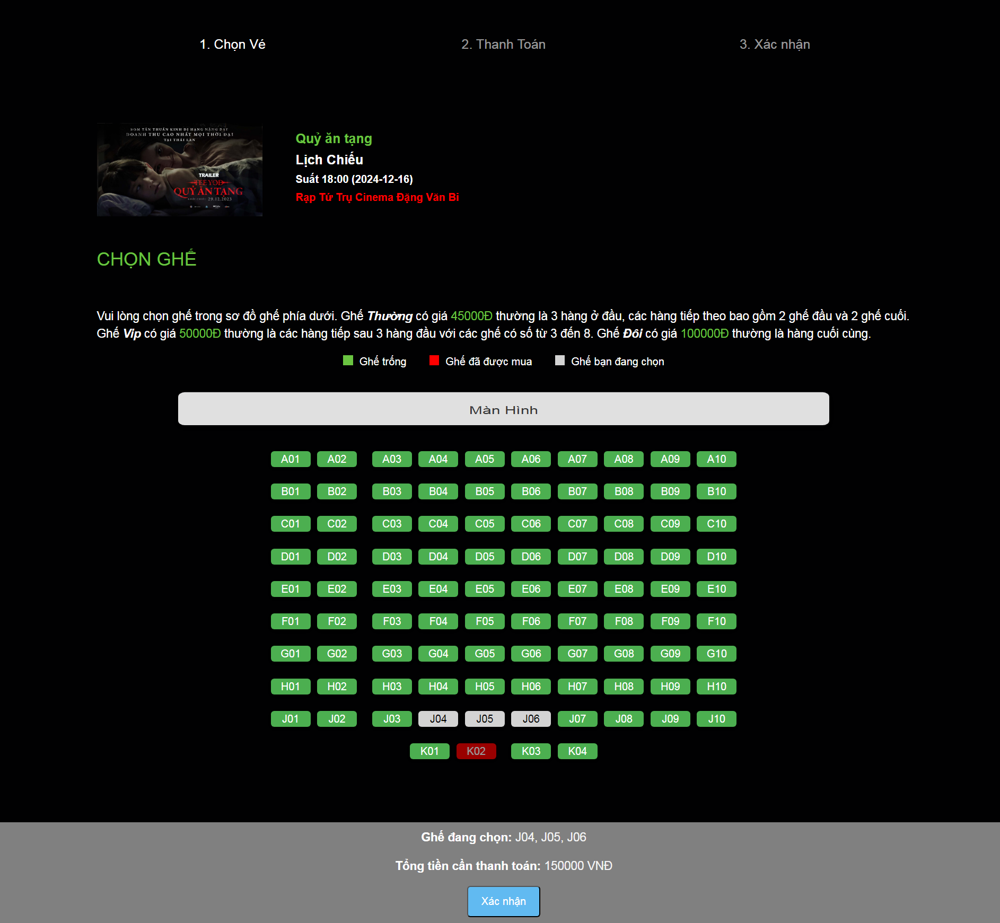 1. Chọn Vé 2. Thanh Toán 3. Xác nhận
BOM TẤN THUẦN KINH DỊ HẠNG NẶNG ĐẠT
DOANH THU CAO NHẤT MỌI THỜI ĐẠI
TẠI THÁI LAN
TRAILER
TEE YOD
QUỶ ĂN TẠNG
KHỞI CHIẾU 29.12.2023
Quỷ ăn tạng
Lịch Chiếu
Suất 18:00 (2024-12-16)
Rạp Tứ Trụ Cinema Đặng Văn Bi
CHỌN GHẾ
Vui lòng chọn ghế trong sơ đồ ghế phía dưới. Ghế Thường có giá 45000Đ thường là 3 hàng ở đầu, các hàng tiếp theo bao gồm 2 ghế đầu và 2 ghế cuối.
Ghế Vip có giá 50000Đ thường là các hàng tiếp sau 3 hàng đầu với các ghế có số từ 3 đến 8. Ghế Đôi có giá 100000Đ thường là hàng cuối cùng.
Ghế trống Ghế đã được mua Ghế bạn đang chọn
Màn Hình
A01 A02 A03 A04 A05 A06 A07 A08 A09 A10
B01 B02 B03 B04 B05 B06 B07 B08 B09 B10
C01 C02 C03 C04 C05 C06 C07 C08 C09 C10
D01 D02 D03 D04 D05 D06 D07 D08 D09 D10
E01 E02 E03 E04 E05 E06 E07 E08 E09 E10
F01 F02 F03 F04 F05 F06 F07 F08 F09 F10
G01 G02 G03 G04 G05 G06 G07 G08 G09 G10
H01 H02 H03 H04 H05 H06 H07 H08 H09 H10
J01 J02 J03 J04 J05 J06 J07 J08 J09 J10
K01 K02 K03 K04
Ghế đang chọn: J04, J05, J06
Tổng tiền cần thanh toán: 150000 VNĐ
Xác nhận